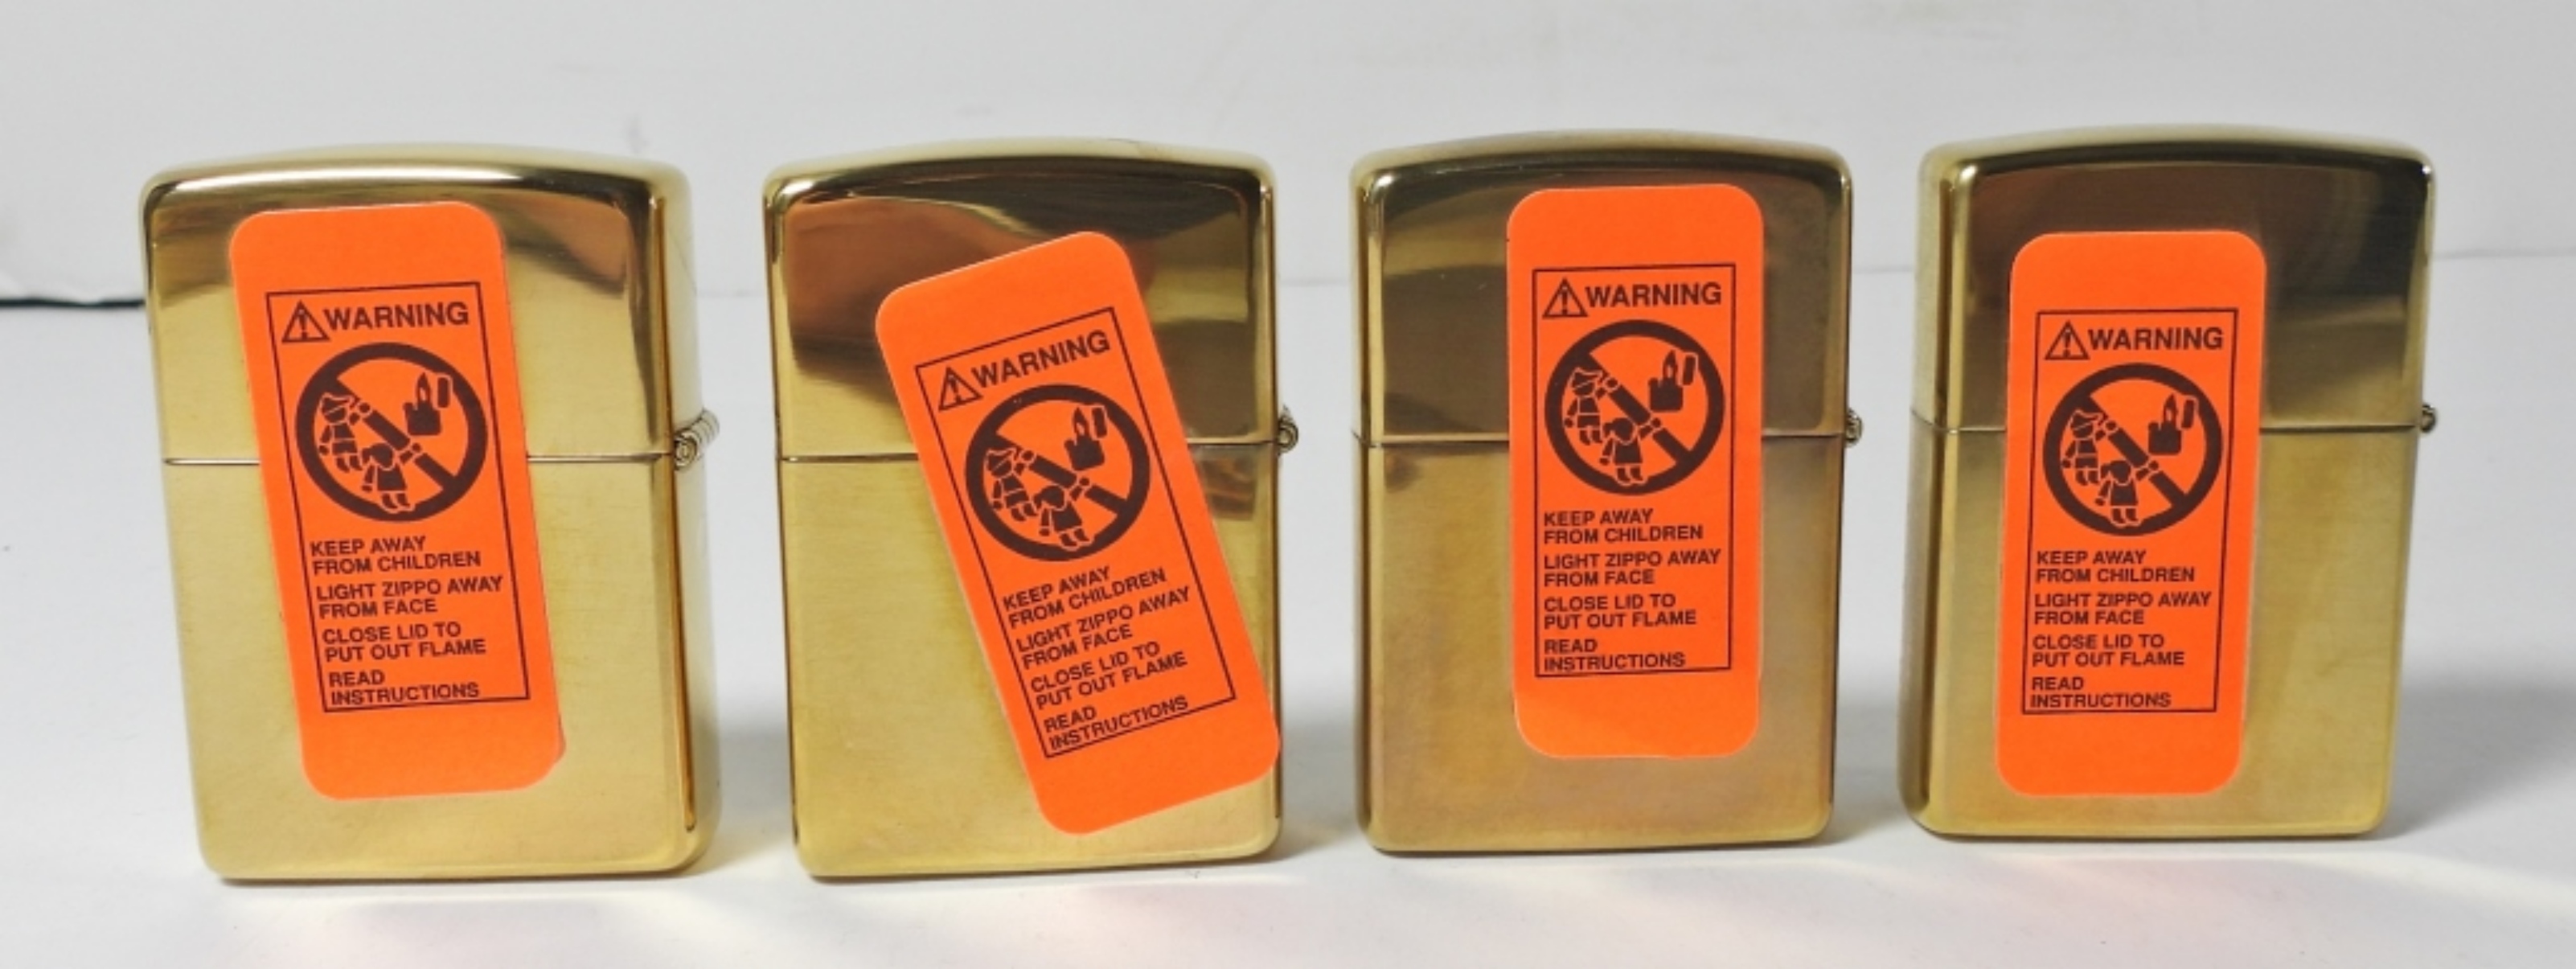 WARNING
KEEP AWAY
FROM CHILDREN
LIGHT ZIPPO AWAY
FROM FACE
CLOSE LID TO
PUT OUT FLAME
READ
INSTRUCTIONS
WARNING
KEEP AWAY
FROM CHILDREN
LIGHT ZIPPO AWAY
FROM FACE
CLOSE LID TO
PUT OUT FLAME
READ
INSTRUCTIONS
WARNING
KEEP AWAY
FROM CHILDREN
LIGHT ZIPPO AWAY
FROM FACE
CLOSE LID TO
PUT OUT FLAME
READ
INSTRUCTIONS
WARNING
KEEP AWAY
FROM CHILDREN
LIGHT ZIPPO AWAY
FROM FACE
CLOSE LID TO
PUT OUT FLAME
READ
INSTRUCTIONS